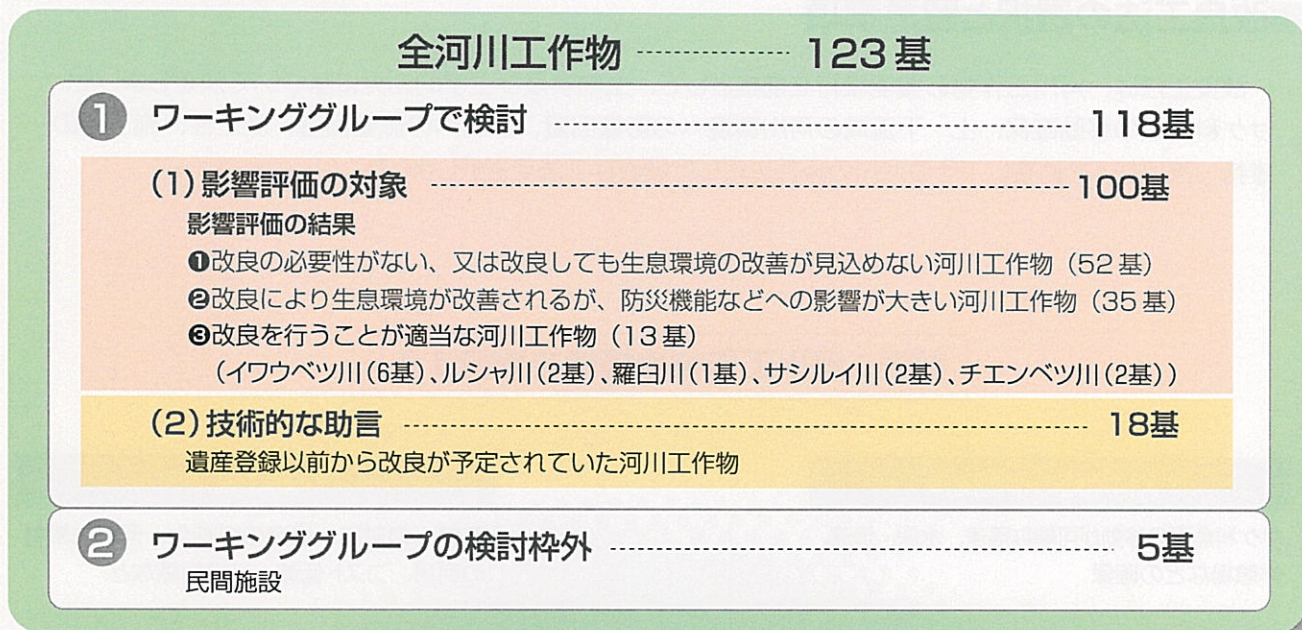 全河川工作物 ················ 123基
① ワーキンググループで検討 ················ 118基
(1)影響評価の対象 ················ 100基
影響評価の結果
❶改良の必要性がない、又は改良しても生息環境の改善が見込めない河川工作物（52基）
❷改良により生息環境が改善されるが、防災機能などへの影響が大きい河川工作物（35基）
❸改良を行うことが適当な河川工作物（13基）
（イワウベツ川(6基)、ルシャ川(2基)、羅臼川(1基)、サシルイ川(2基)、チエンベツ川(2基)）
(2)技術的な助言 ················ 18基
遺産登録以前から改良が予定されていた河川工作物
② ワーキンググループの検討枠外 ················ 5基
民間施設